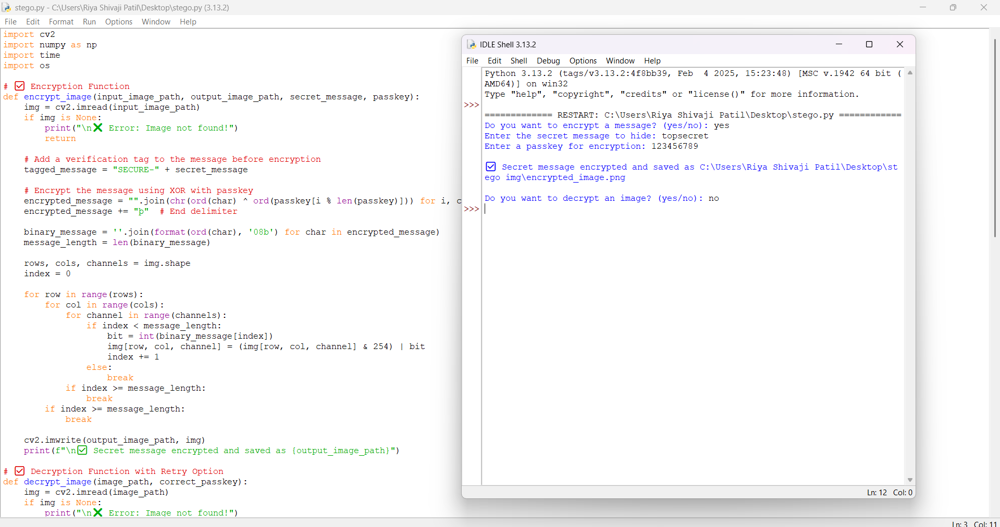 stego.py - C:\Users\Riya Shivaji Patil\Desktop\stego.py (3.13.2)
File Edit Format Run Options Window Help
import cv2
import numpy as np
import time
import os
# ☑ Encryption Function
def encrypt_image(input_image_path, output_image_path, secret_message, passkey):
    img = cv2.imread(input_image_path)
    if img is None:
        print("\n❌ Error: Image not found!")
        return
    # Add a verification tag to the message before encryption
    tagged_message = "SECURE-" + secret_message
    # Encrypt the message using XOR with passkey
    encrypted_message = "".join(chr(ord(char) ^ ord(passkey[i % len(passkey)])) for i, c
    encrypted_message += "þ"  # End delimiter
    binary_message = ''.join(format(ord(char), '08b') for char in encrypted_message)
    message_length = len(binary_message)
    rows, cols, channels = img.shape
    index = 0
    for row in range(rows):
        for col in range(cols):
            for channel in range(channels):
                if index < message_length:
                    bit = int(binary_message[index])
                    img[row, col, channel] = (img[row, col, channel] & 254) | bit
                    index += 1
                else:
                    break
            if index >= message_length:
                break
        if index >= message_length:
            break
    cv2.imwrite(output_image_path, img)
    print(f"\n☑ Secret message encrypted and saved as {output_image_path}")
# ☑ Decryption Function with Retry Option
def decrypt_image(image_path, correct_passkey):
    img = cv2.imread(image_path)
    if img is None:
        print("\n❌ Error: Image not found!")
Ln: 3 Col: 11
IDLE Shell 3.13.2
File Edit Shell Debug Options Window Help
Python 3.13.2 (tags/v3.13.2:4f8bb39, Feb  4 2025, 15:23:48) [MSC v.1942 64 bit (
AMD64)] on win32
Type "help", "copyright", "credits" or "license()" for more information.
>>>
============= RESTART: C:\Users\Riya Shivaji Patil\Desktop\stego.py ============
Do you want to encrypt a message? (yes/no): yes
Enter the secret message to hide: topsecret
Enter a passkey for encryption: 123456789
☑ Secret message encrypted and saved as C:\Users\Riya Shivaji Patil\Desktop\st
ego img\encrypted_image.png
Do you want to decrypt an image? (yes/no): no
>>>
Ln: 12 Col: 0